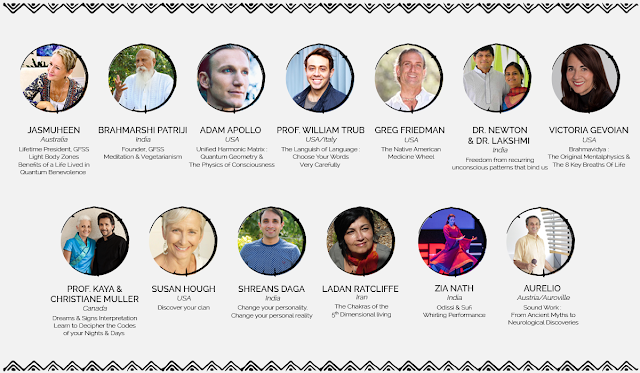 JASMUHEEN
Australia
Lifetime President, GFSS
Light Body Zones
Benefits of a Life Lived in
Quantum Benevolence
BRAHMARSHI PATRIJI
India
Founder, GFSS
Meditation & Vegetarianism
ADAM APOLLO
USA
Unified Harmonic Matrix :
Quantum Geometry &
The Physics of Consciousness
PROF. WILLIAM TRUB
USA/Italy
The Languish of Language :
Choose Your Words
Very Carefully
GREG FRIEDMAN
USA
The Native American
Medicine Wheel
DR. NEWTON
& DR. LAKSHMI
India
Freedom from recurring
unconscious patterns that bind us
VICTORIA GEVOIAN
USA
Brahmavidya :
The Original Mentalphysics &
The 8 Key Breaths Of Life
PROF. KAYA &
CHRISTIANE MULLER
Canada
Dreams & Signs Interpretation
Learn to Decipher the Codes
of your Nights & Days
SUSAN HOUGH
USA
Discover your clan
SHREANS DAGA
India
Change your personality,
Change your personal reality
LADAN RATCLIFFE
Iran
The Chakras of the
5th Dimensional living
ZIA NATH
India
Odissi & Sufi
Whirling Performance
AURELIO
Austria/Auroville
Sound Work :
From Ancient Myths to
Neurological Discoveries